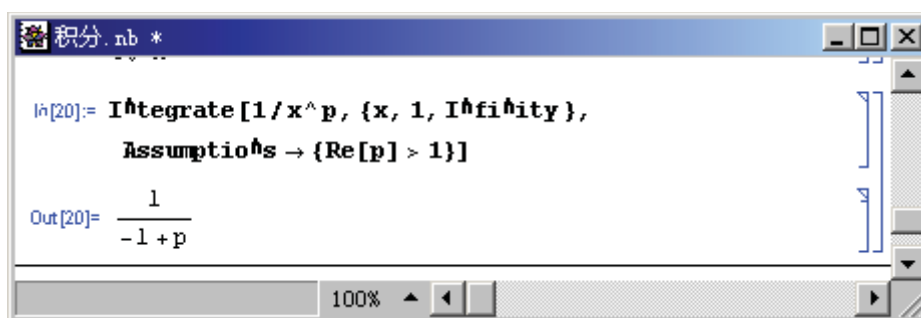 积分.nb *
In[20]:= Integrate[1/x^p, {x, 1, Infinity},
Assumptions → {Re[p] > 1}]
Out[20]= 1
-1 + p
100%